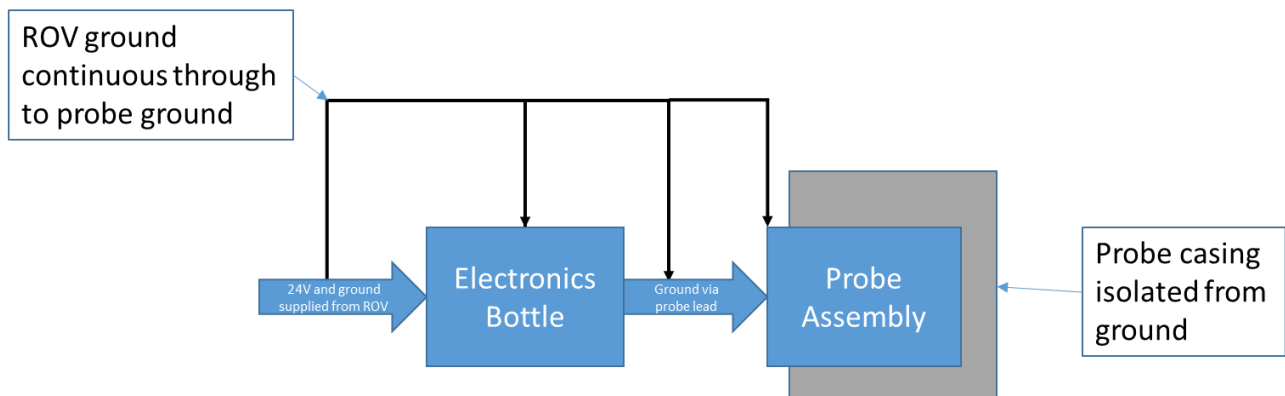 ROV ground
continuous through
to probe ground
24V and ground
supplied from ROV
Electronics
Bottle
Ground via
probe lead
Probe
Assembly
Probe casing
isolated from
ground